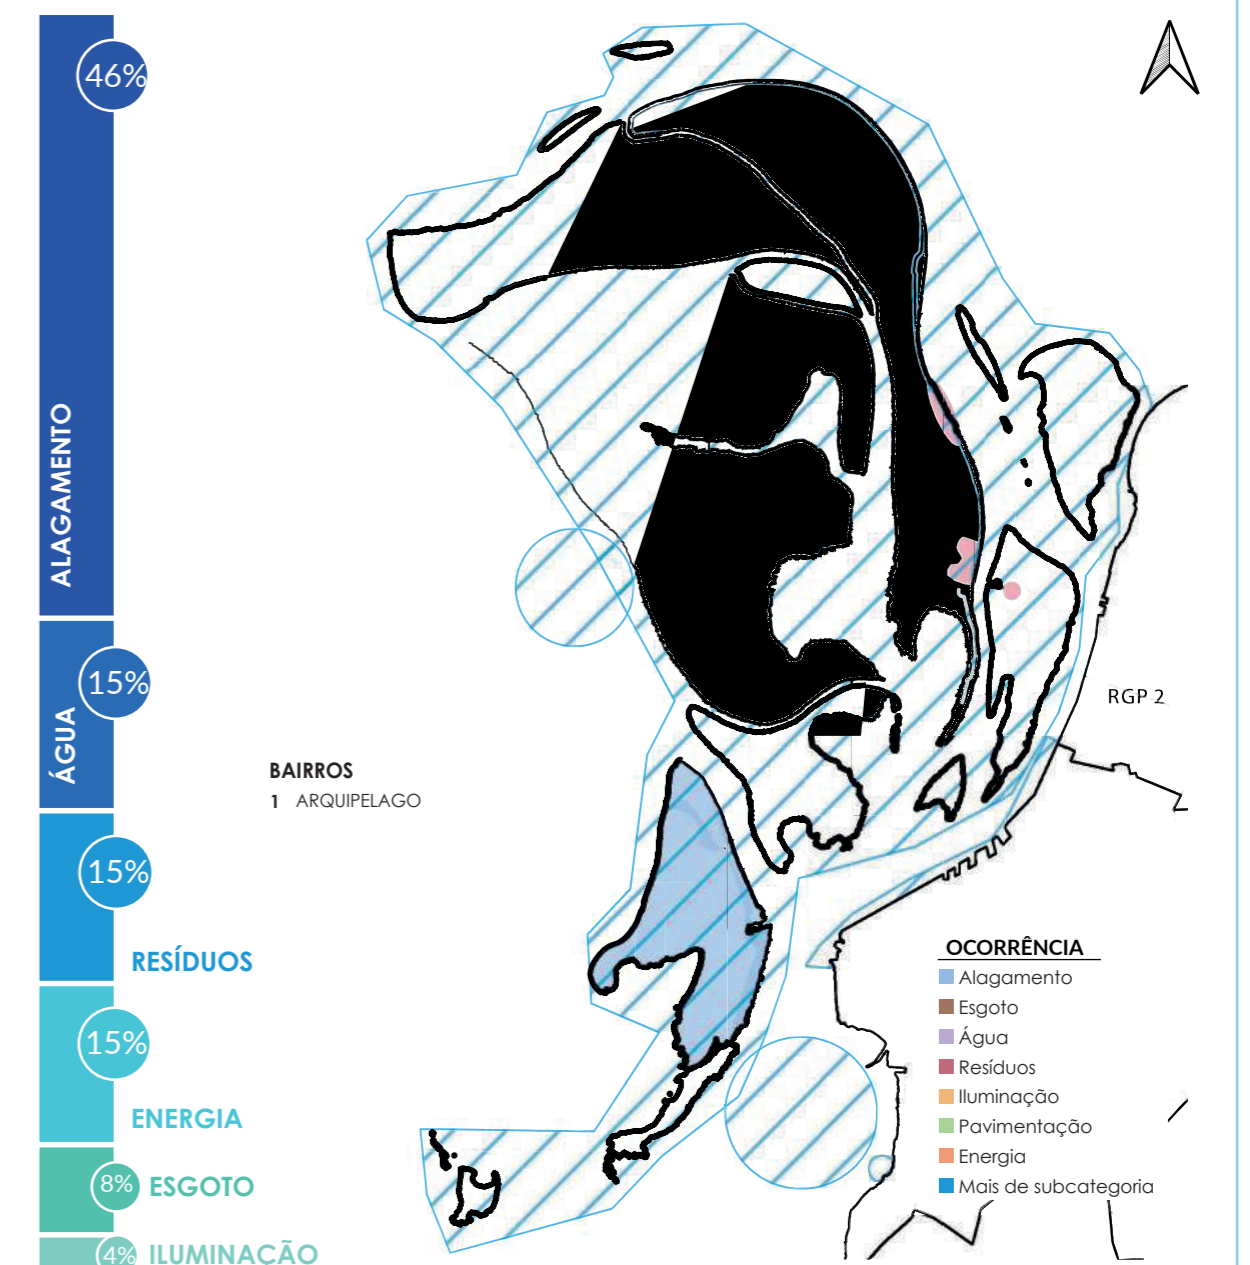 46%
ALAGAMENTO
15%
ÁGUA
15%
RESÍDUOS
15%
ENERGIA
8%
ESGOTO
4%
ILUMINAÇÃO
BAIRROS
1 ARQUIPELAGO
RGP 2
OCORRÊNCIA
Alagamento
Esgoto
Água
Resíduos
Iluminação
Pavimentação
Energia
Mais de subcategoria